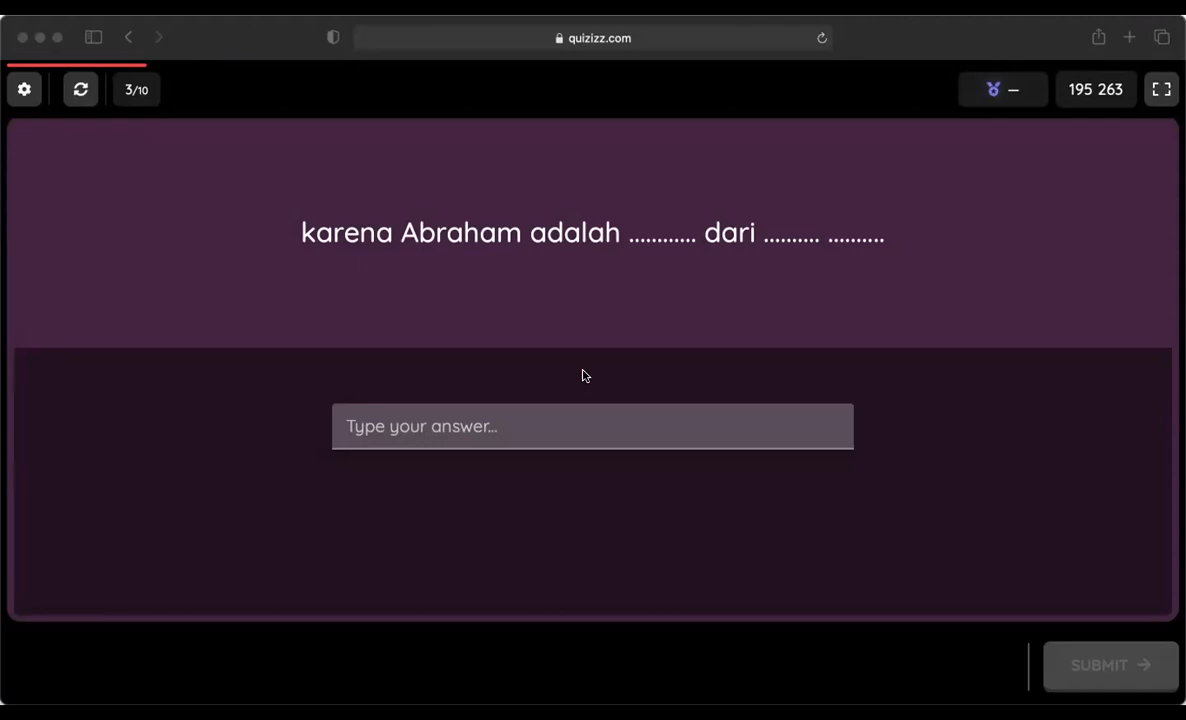 quizizz.com
3/10
195 263
karena Abraham adalah ............ dari .......... ..........
Type your answer...
SUBMIT